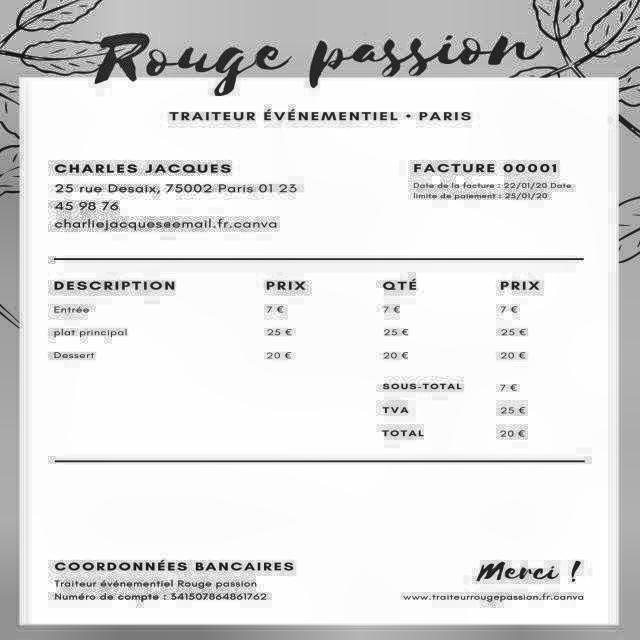 Rouge passion
TRAITEUR ÉVÉNEMENTIEL • PARIS
CHARLES JACQUES
25 rue Desaix, 75002 Paris 01 23
45 98 76
charliejacques@email.fr.canva
FACTURE 00001
Date de la facture : 22/01/20 Date
limite de paiement : 25/01/20
DESCRIPTION PRIX QTÉ PRIX
Entrée 7 € 7 € 7 €
plat principal 25 € 25 € 25 €
Dessert 20 € 20 € 20 €
SOUS-TOTAL 7 €
TVA 25 €
TOTAL 20 €
COORDONNÉES BANCAIRES
Traiteur événementiel Rouge passion
Numéro de compte : 341507864861762
Merci !
www.traiteurrougepassion.fr.canva